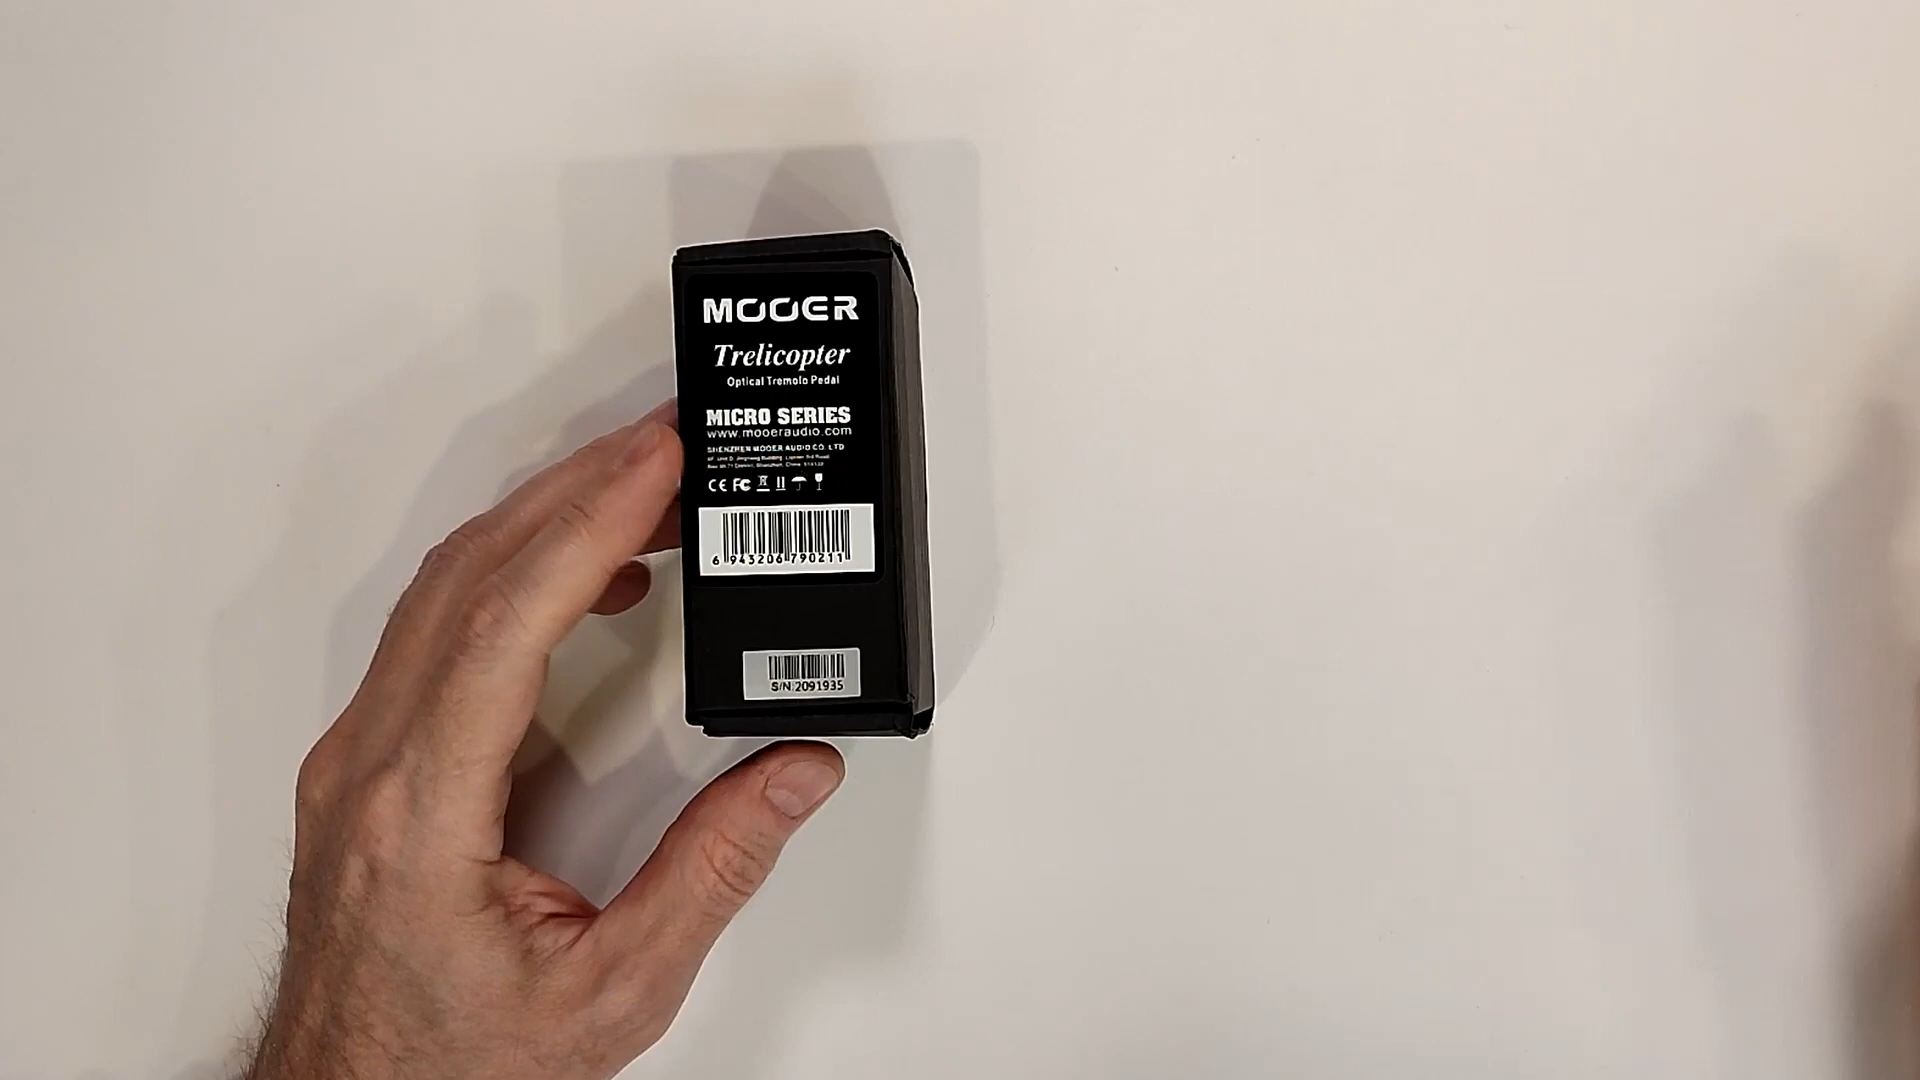 MOOER
Trelicopter
Optical Tremolo Pedal
MICRO SERIES
www.mooeraudio.com
SHENZHEN MOOER AUDIO CO. LTD
CE FC
6 943206 790211
S/N 2091935